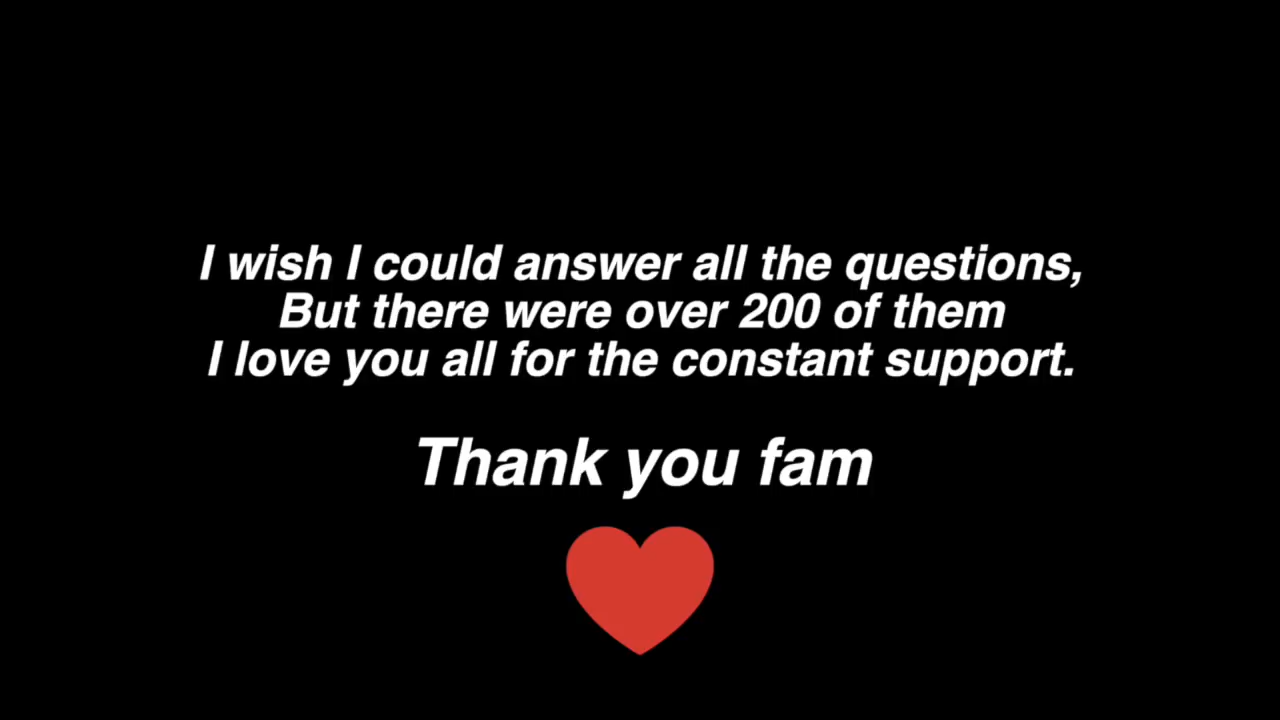 I wish I could answer all the questions,
But there were over 200 of them
I love you all for the constant support.
Thank you fam